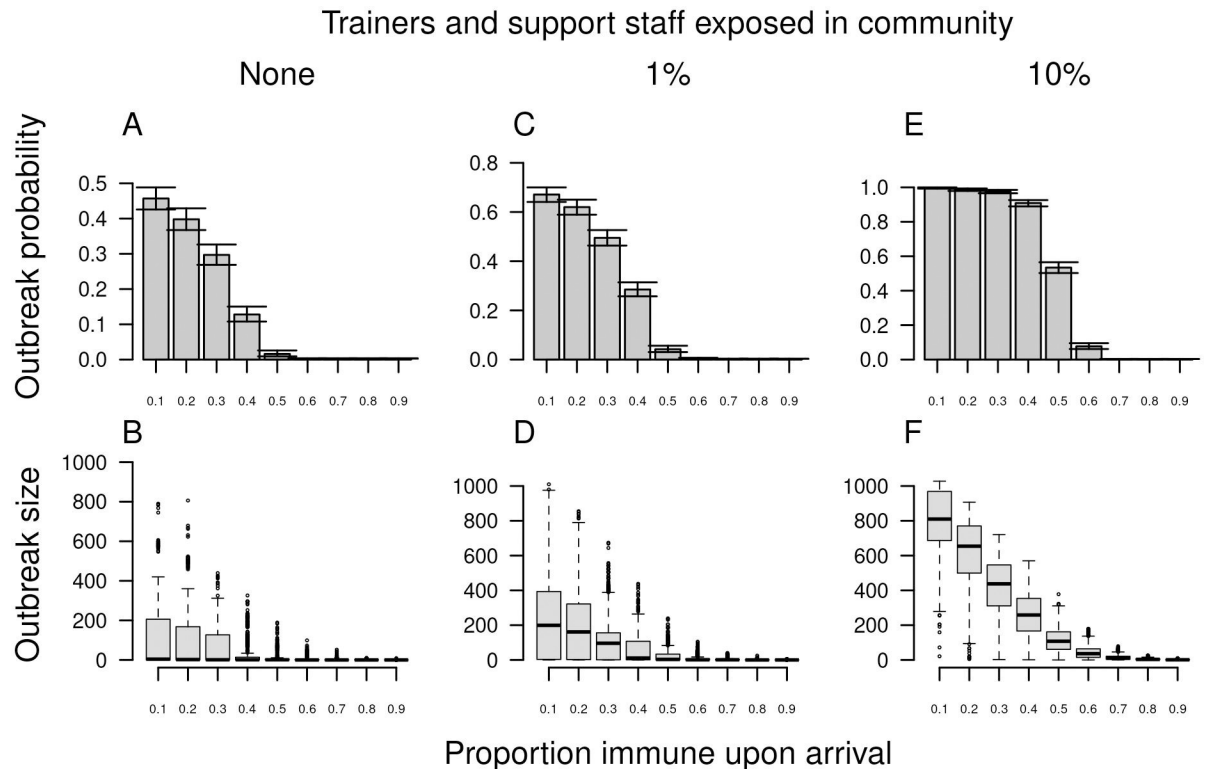 Trainers and support staff exposed in community
None 1% 10%
A C E
Outbreak probability
0.5
0.4
0.3
0.2
0.1
0.0
0.8
0.6
0.4
0.2
0.0
1.0
0.8
0.6
0.4
0.2
0.0
0.1 0.2 0.3 0.4 0.5 0.6 0.7 0.8 0.9
0.1 0.2 0.3 0.4 0.5 0.6 0.7 0.8 0.9
0.1 0.2 0.3 0.4 0.5 0.6 0.7 0.8 0.9
B D F
Outbreak size
1000
800
600
400
200
0
1000
800
600
400
200
0
1000
800
600
400
200
0
0.1 0.2 0.3 0.4 0.5 0.6 0.7 0.8 0.9
0.1 0.2 0.3 0.4 0.5 0.6 0.7 0.8 0.9
0.1 0.2 0.3 0.4 0.5 0.6 0.7 0.8 0.9
Proportion immune upon arrival